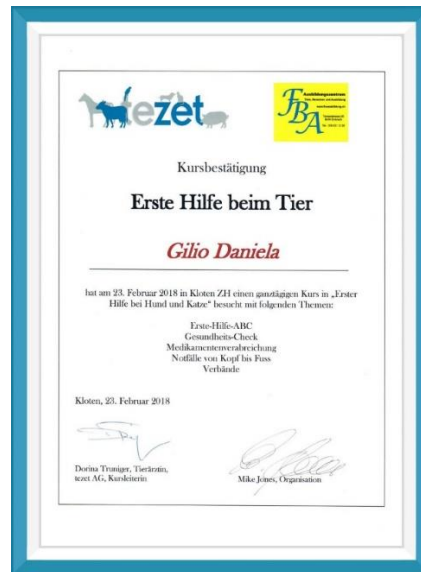 tezet
Ausbildungszentrum
FBA
Kursbestätigung
Erste Hilfe beim Tier
Gilio Daniela
hat am 23. Februar 2018 in Kloten ZH einen ganztägigen Kurs in „Erster
Hilfe bei Hund und Katze“ besucht mit folgenden Themen:
Erste-Hilfe-ABC
Gesundheits-Check
Medikamentenverabreichung
Notfälle von Kopf bis Fuss
Verbände
Kloten, 23. Februar 2018
Dorina Truniger, Tierärztin,
tezet AG, Kursleiterin
Mike Jones, Organisation